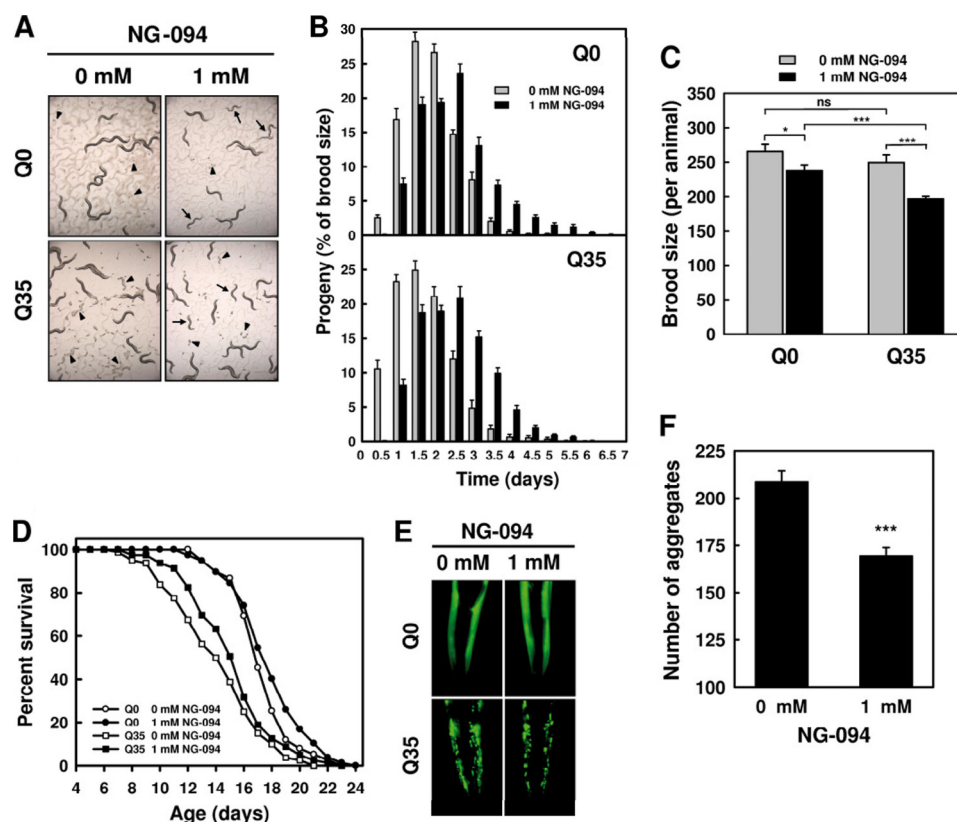 A
NG-094
0 mM 1 mM
Q0
Q35
B
Q0
0 mM NG-094
1 mM NG-094
30
25
20
15
10
5
0
Q35
20
15
10
5
0
Progeny (% of brood size)
0 0.5 1 1.5 2 2.5 3 3.5 4 4.5 5 5.5 6 6.5 7
Time (days)
C
0 mM NG-094
1 mM NG-094
350
300
250
200
150
100
50
0
ns
* *** ***
Brood size (per animal)
Q0 Q35
D
100
80
60
40
20
0
Percent survival
Q0 0 mM NG-094
Q0 1 mM NG-094
Q35 0 mM NG-094
Q35 1 mM NG-094
4 6 8 10 12 14 16 18 20 22 24
Age (days)
E
NG-094
0 mM 1 mM
Q0
Q35
F
225
200
175
150
125
100
***
Number of aggregates
0 mM 1 mM
NG-094